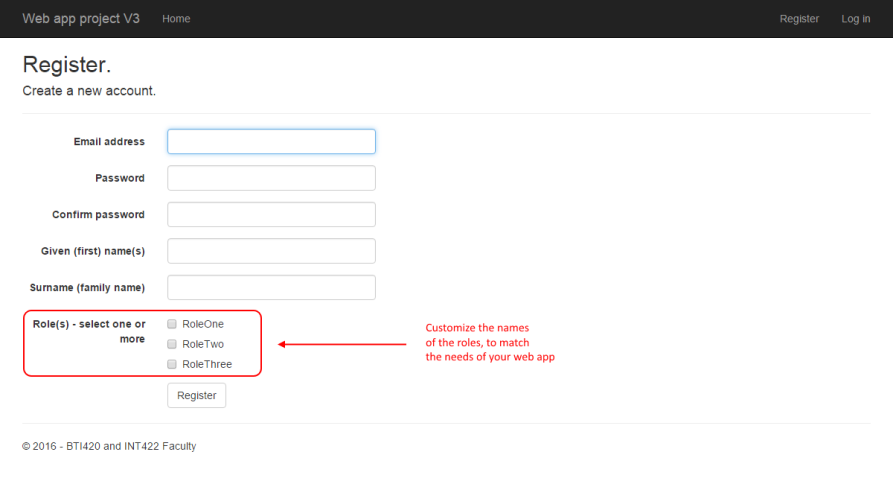 Web app project V3 Home Register Log in
Register.
Create a new account.
Email address
Password
Confirm password
Given (first) name(s)
Surname (family name)
Role(s) - select one or
more
RoleOne
RoleTwo
RoleThree
Customize the names
of the roles, to match
the needs of your web app
Register
© 2016 - BTI420 and INT422 Faculty